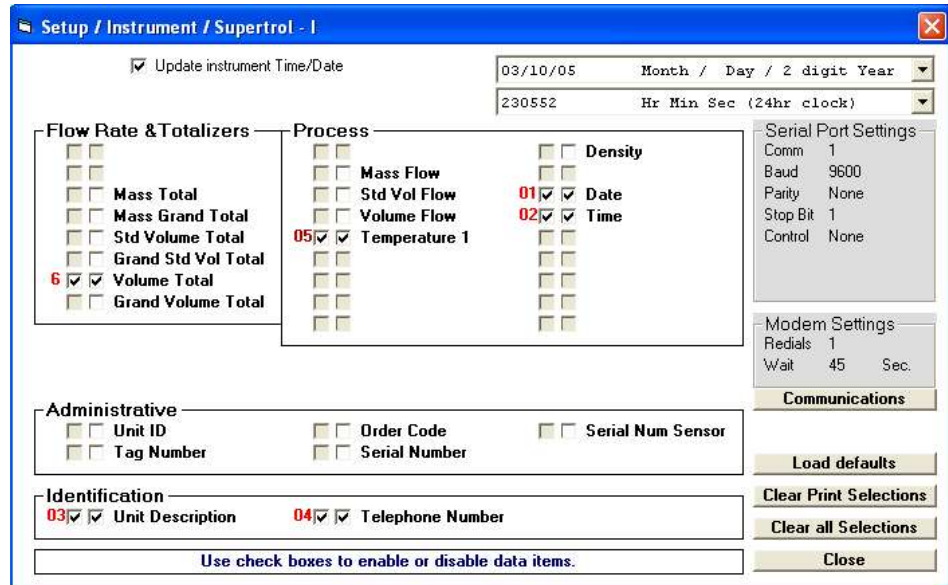 Setup / Instrument / Supertrol - I
Update instrument Time/Date
03/10/05 Month / Day / 2 digit Year
230552 Hr Min Sec (24hr clock)
Flow Rate &Totalizers
Mass Total
Mass Grand Total
Std Volume Total
Grand Std Vol Total
6 Volume Total
Grand Volume Total
Process
Mass Flow
Std Vol Flow
Volume Flow
05 Temperature 1
Density
01 Date
02 Time
Serial Port Settings
Comm 1
Baud 9600
Parity None
Stop Bit 1
Control None
Modem Settings
Redials 1
Wait 45 Sec.
Communications
Administrative
Unit ID
Tag Number
Order Code
Serial Number
Serial Num Sensor
Load defaults
Identification
03 Unit Description
04 Telephone Number
Clear Print Selections
Clear all Selections
Use check boxes to enable or disable data items.
Close